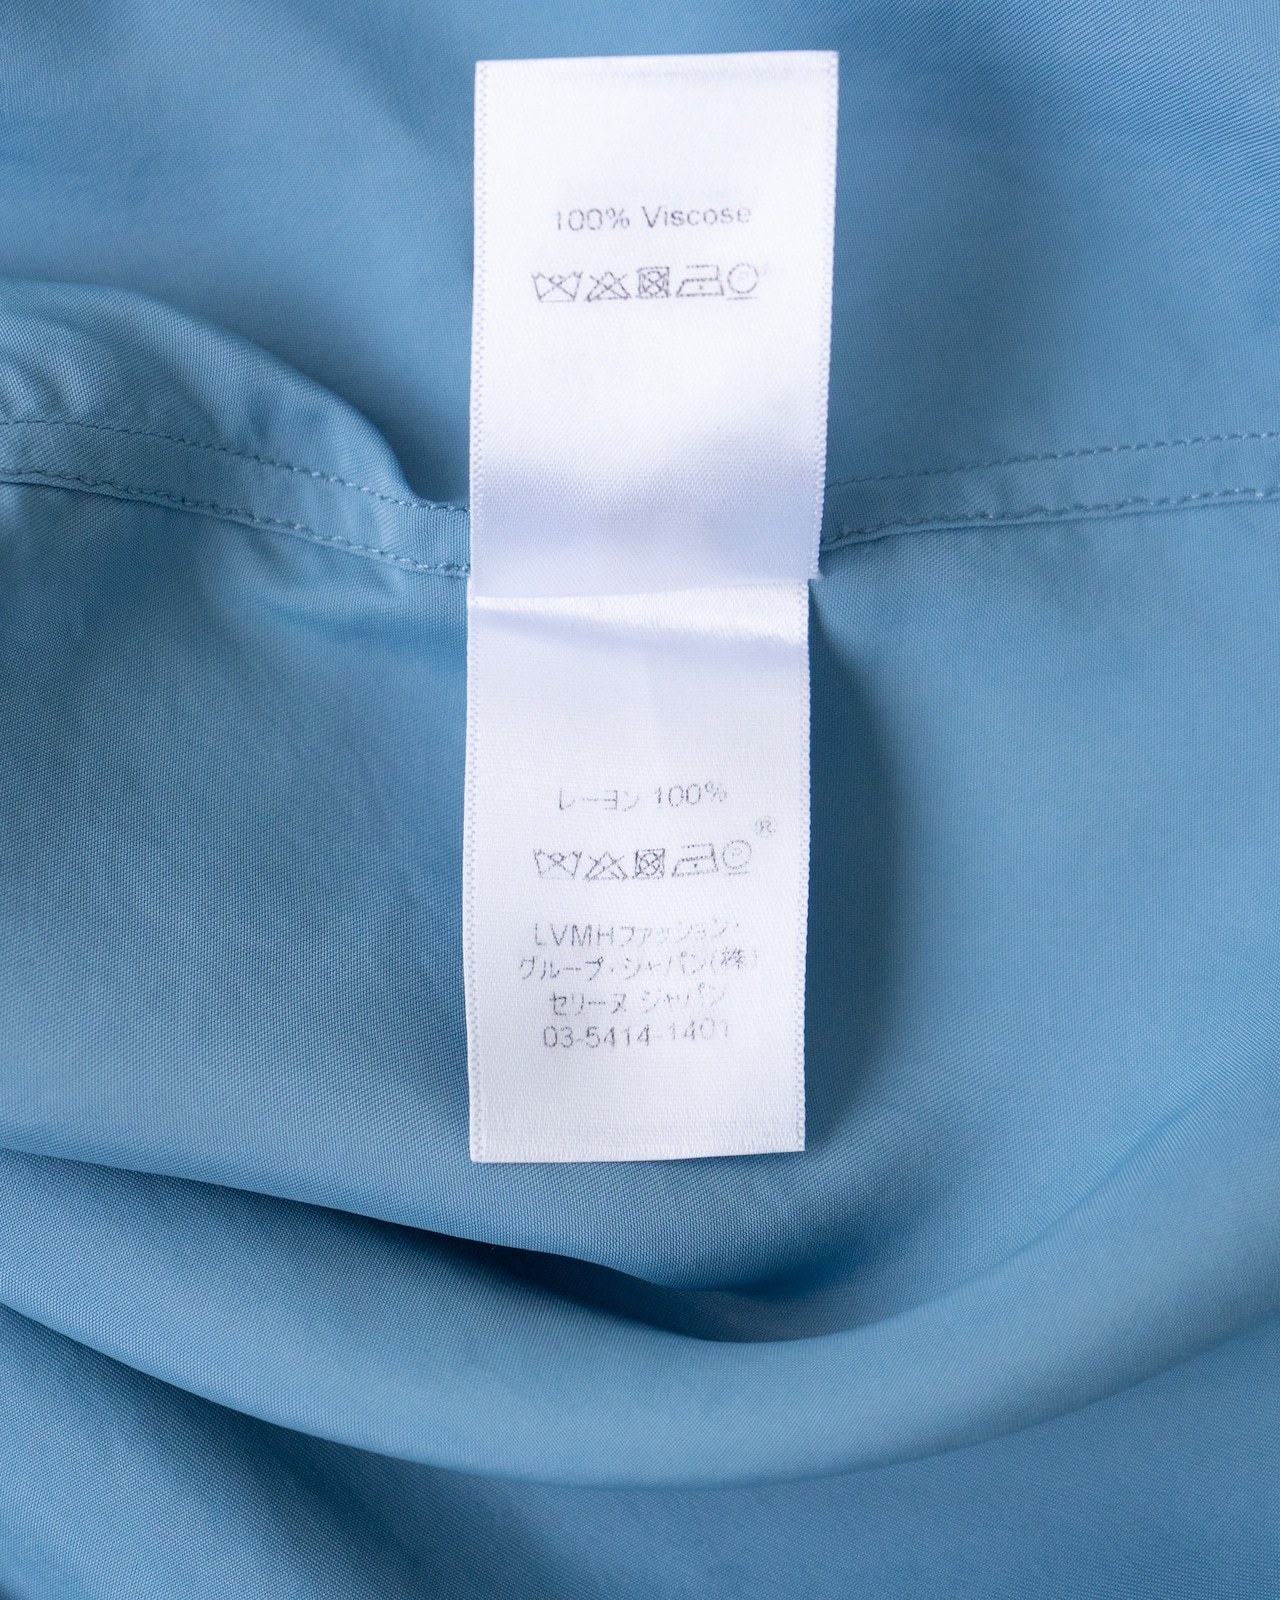 100% Viscose
P
レーヨン 100%
®
P
LVMHファッション・
グループ・ジャパン(株)
セリーヌ ジャパン
03-5414-1401